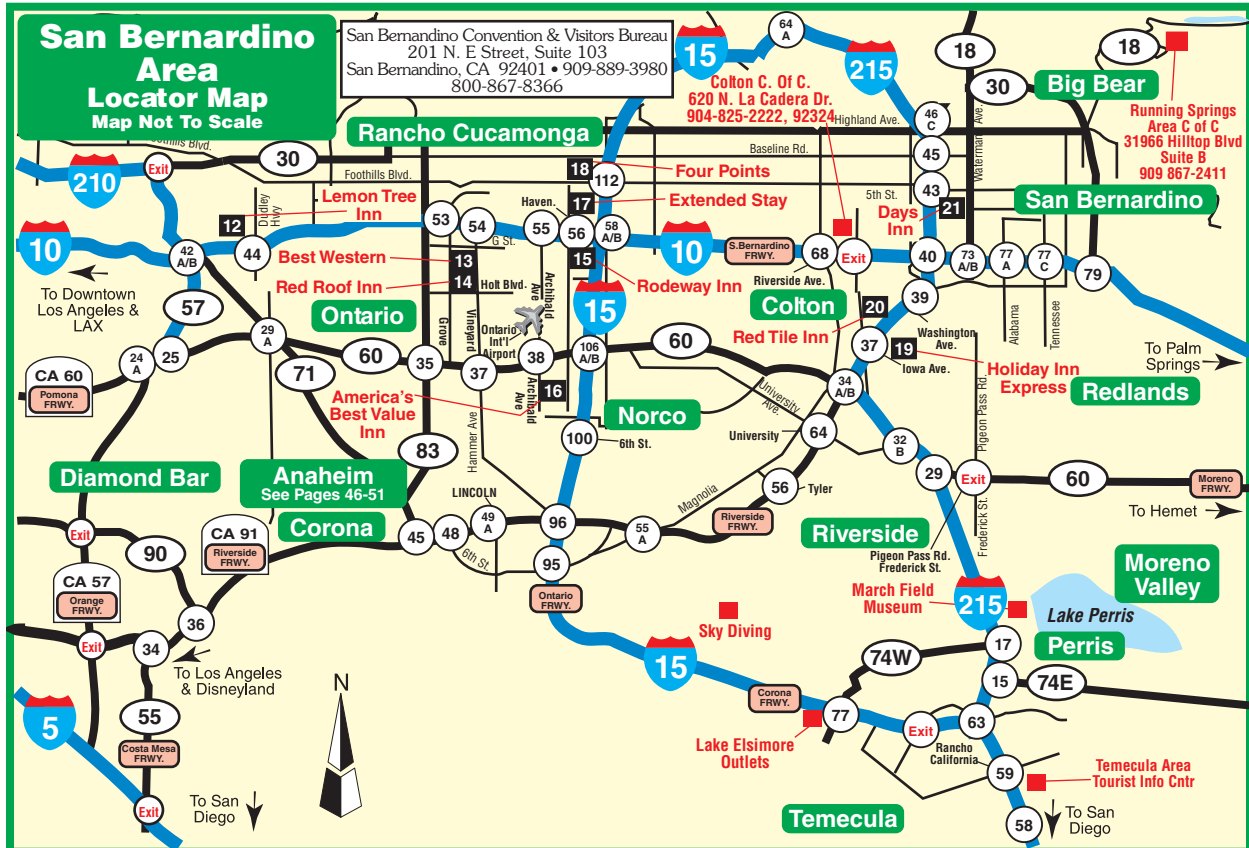 San Bernardino
Area
Locator Map
Map Not To Scale
San Bernandino Convention & Visitors Bureau
201 N. E Street, Suite 103
San Bernandino, CA 92401 • 909-889-3980
800-867-8366
15
64
A
215
18
30
18
Big Bear
Colton C. Of C.
620 N. La Cadera Dr.
904-825-2222, 92324
Running Springs
Area C of C
31966 Hilltop Blvd
Suite B
909 867-2411
Rancho Cucamonga
Highland Ave.
46
C
Waterman Ave.
Baseline Rd.
45
Foothills Blvd.
30
210
Exit
Foothills Blvd.
18
Four Points
112
5th St.
43
San Bernardino
Dudley
Hwy
12
Lemon Tree
Inn
17
Extended Stay
Days
Inn
21
Haven.
53
54
55
56
58
A/B
G St.
10
42
A/B
44
10
S.Bernardino
FRWY.
68
Exit
40
73
A/B
77
A
77
C
79
Riverside Ave.
Best Western
13
15
Rodeway Inn
Red Roof Inn
14
Holt Blvd.
To Downtown
Los Angeles &
LAX
57
Ontario
Archibald
Ave
Archibald
Ave
15
Colton
39
Washington
Ave.
Alabama
Tennessee
20
Red Tile Inn
Grove
Vineyard
Ontario
Int'l
Airport
29
A
24
A
25
60
71
35
37
38
106
A/B
60
37
Iowa Ave.
19
Holiday Inn
Express
To Palm
Springs
Redlands
CA 60
Pomona
FRWY.
America's
Best Value
Inn
16
Norco
University
Ave.
34
A/B
Pigeon Pass Rd.
83
Hammer Ave
100
6th St.
University
64
32
B
29
Exit
60
Moreno
FRWY.
To Hemet
Diamond Bar
Anaheim
See Pages 46-51
Corona
LINCOLN
Magnolia
56
Tyler
Riverside
FRWY.
Frederick St.
Exit
90
CA 91
Riverside
FRWY.
45
48
49
A
96
55
A
6th St.
95
Riverside
Pigeon Pass Rd.
Frederick St.
Moreno
Valley
CA 57
Orange
FRWY.
Ontario
FRWY.
March Field
Museum
215
Lake Perris
36
Sky Diving
Exit
34
To Los Angeles
& Disneyland
15
74W
17
Perris
N
15
74E
5
55
Corona
FRWY.
77
Exit
63
Costa Mesa
FRWY.
Lake Elsimore
Outlets
Rancho
California
59
Temecula Area
Tourist Info Cntr
Exit
To San
Diego
Temecula
58
To San
Diego